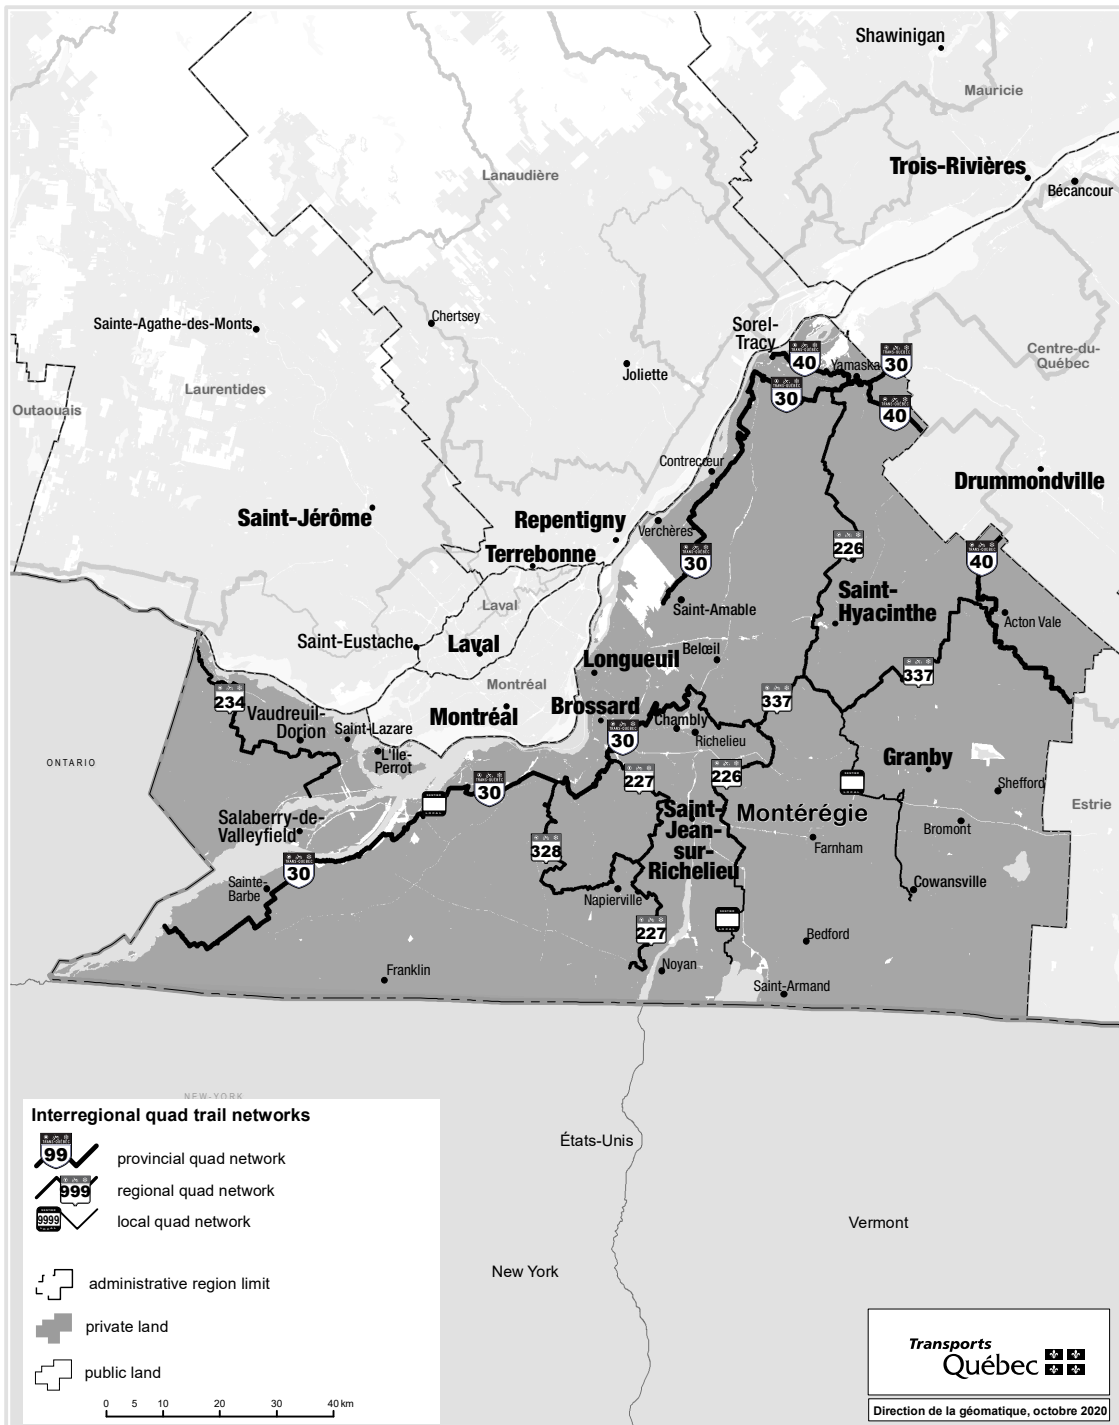 Shawinigan
Mauricie
Trois-Rivières
Bécancour
Lanaudière
Sainte-Agathe-des-Monts
Chertsey
Joliette
Laurentides
Outaouais
Sorel-
Tracy
40
Yamaska
30
Centre-du-
Québec
30
40
Contrecœur
Drummondville
Saint-Jérôme
Repentigny
Verchères
Terrebonne
226
40
30
Laval
Saint-Amable
Saint-
Hyacinthe
Acton Vale
Saint-Eustache
Laval
Longueuil
Belœil
337
Montréal
234
337
Vaudreuil-
Dorion
Montréal
Brossard
Chambly
Saint-Lazare
30
Richelieu
L'Île-
Perrot
ONTARIO
Granby
227
226
30
Shefford
Estrie
Salaberry-de-
Valleyfield
Saint-
Jean-
sur-
Richelieu
Montérégie
Bromont
328
Farnham
30
Sainte-
Barbe
Napierville
Cowansville
227
Bedford
Franklin
Noyan
Saint-Armand
NEW-YORK
Interregional quad trail networks
99 provincial quad network
999 regional quad network
9999 local quad network
administrative region limit
private land
public land
0 5 10 20 30 40 km
États-Unis
Vermont
New York
Transports
Québec
Direction de la géomatique, octobre 2020